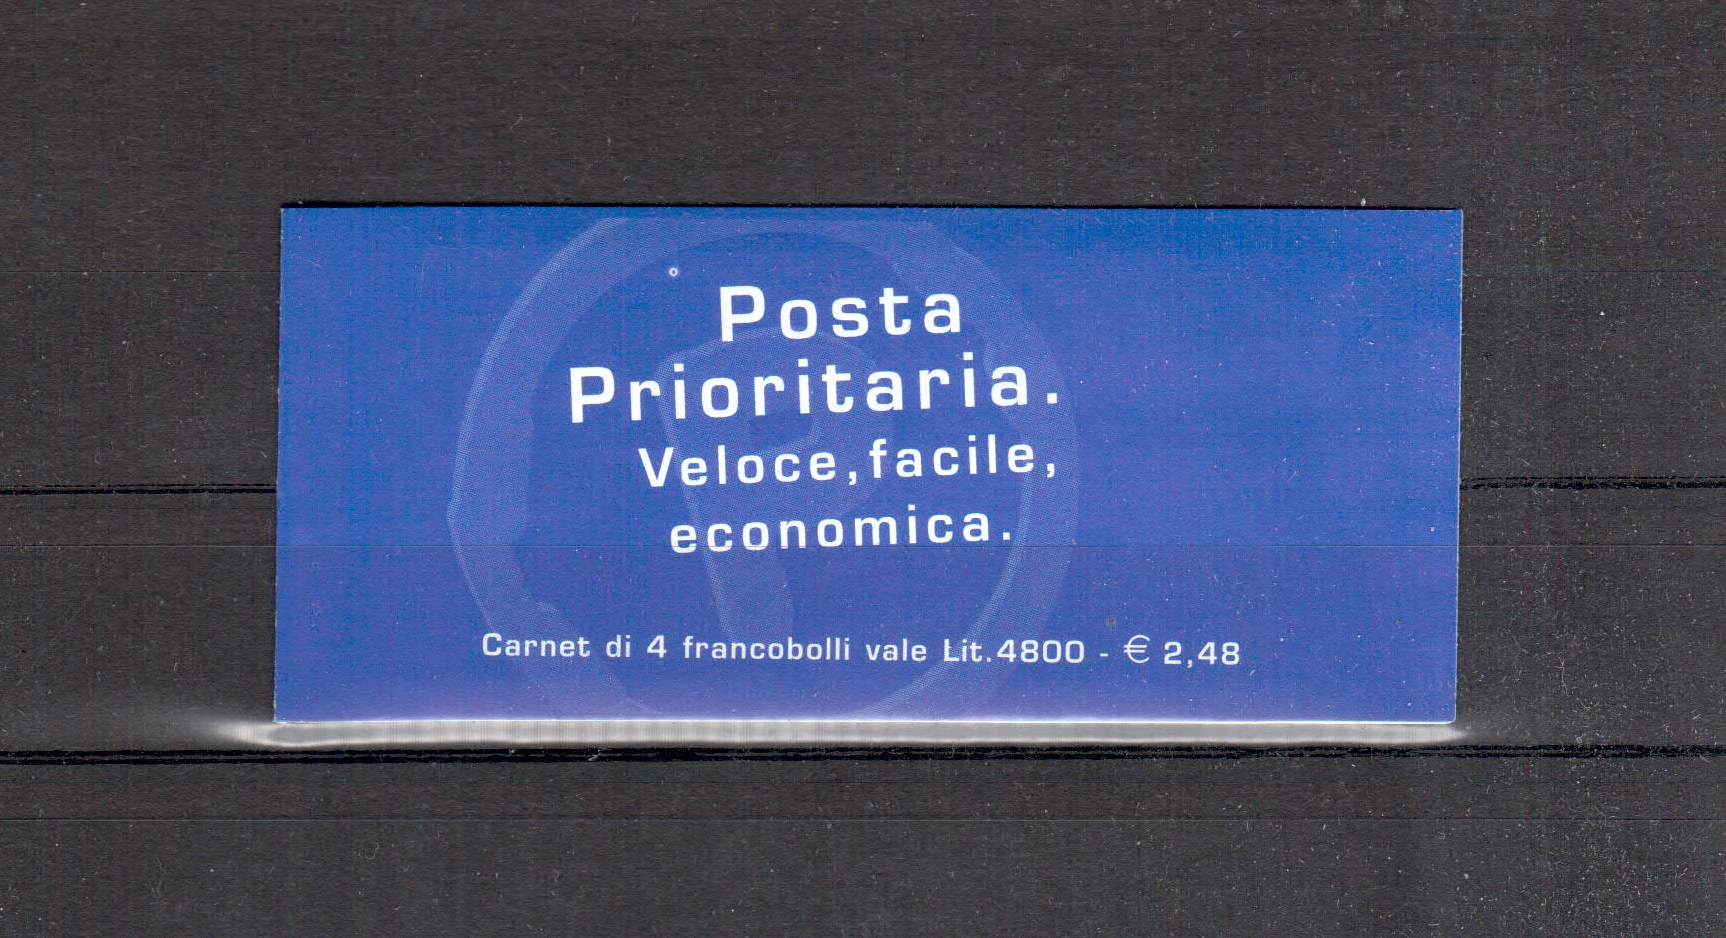 Posta
Prioritaria.
Veloce,facile,
economica.
Carnet di 4 francobolli vale Lit.4800 - € 2,48
P